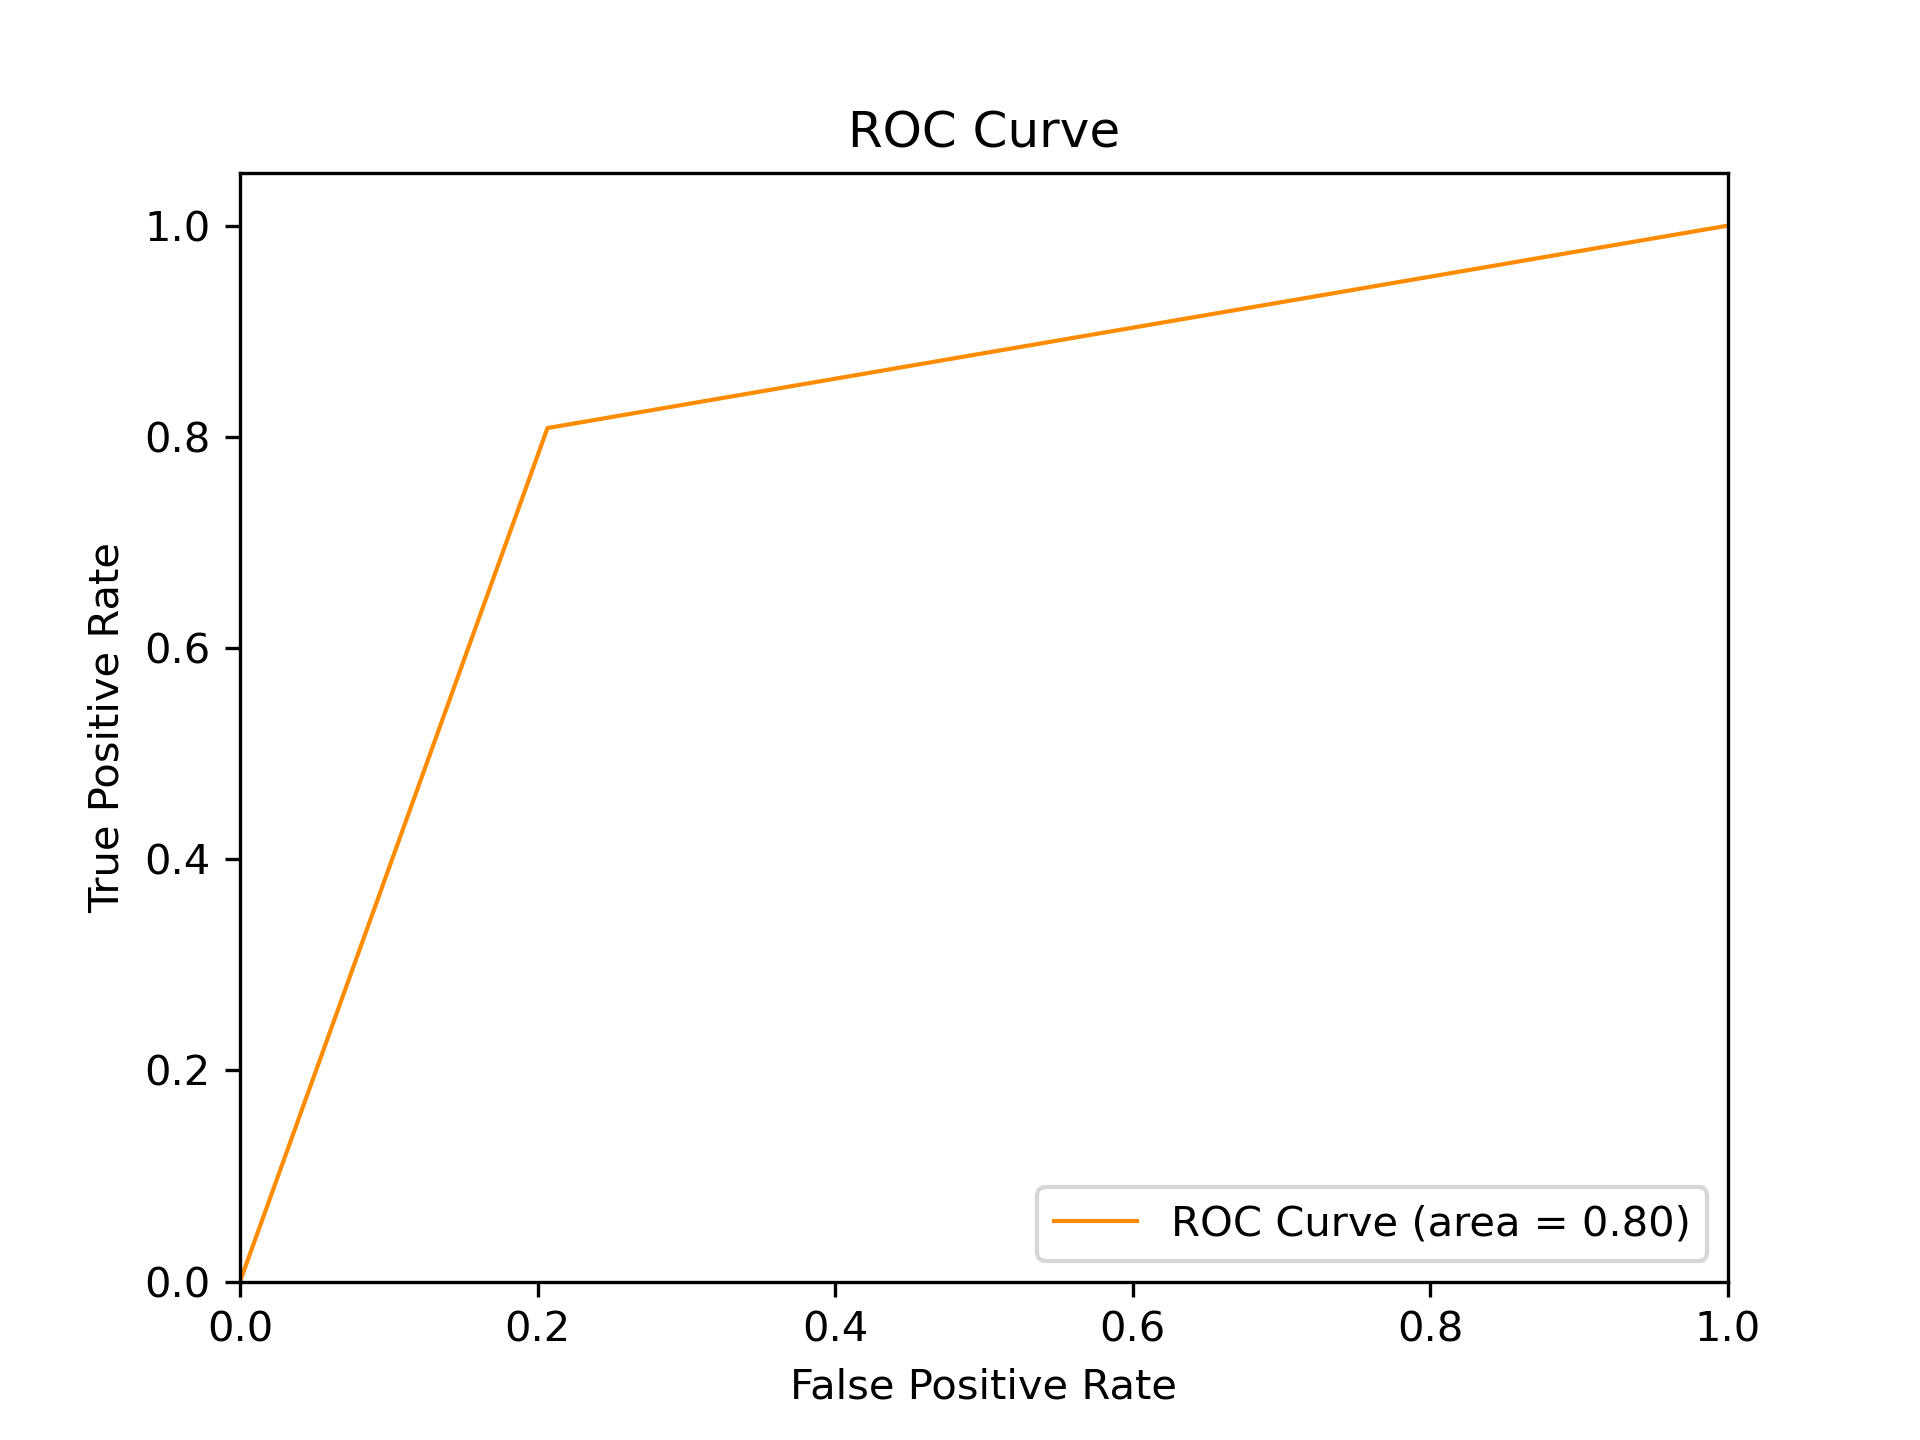 ROC Curve
True Positive Rate
1.0
0.8
0.6
0.4
0.2
0.0
ROC Curve (area = 0.80)
0.0 0.2 0.4 0.6 0.8 1.0
False Positive Rate